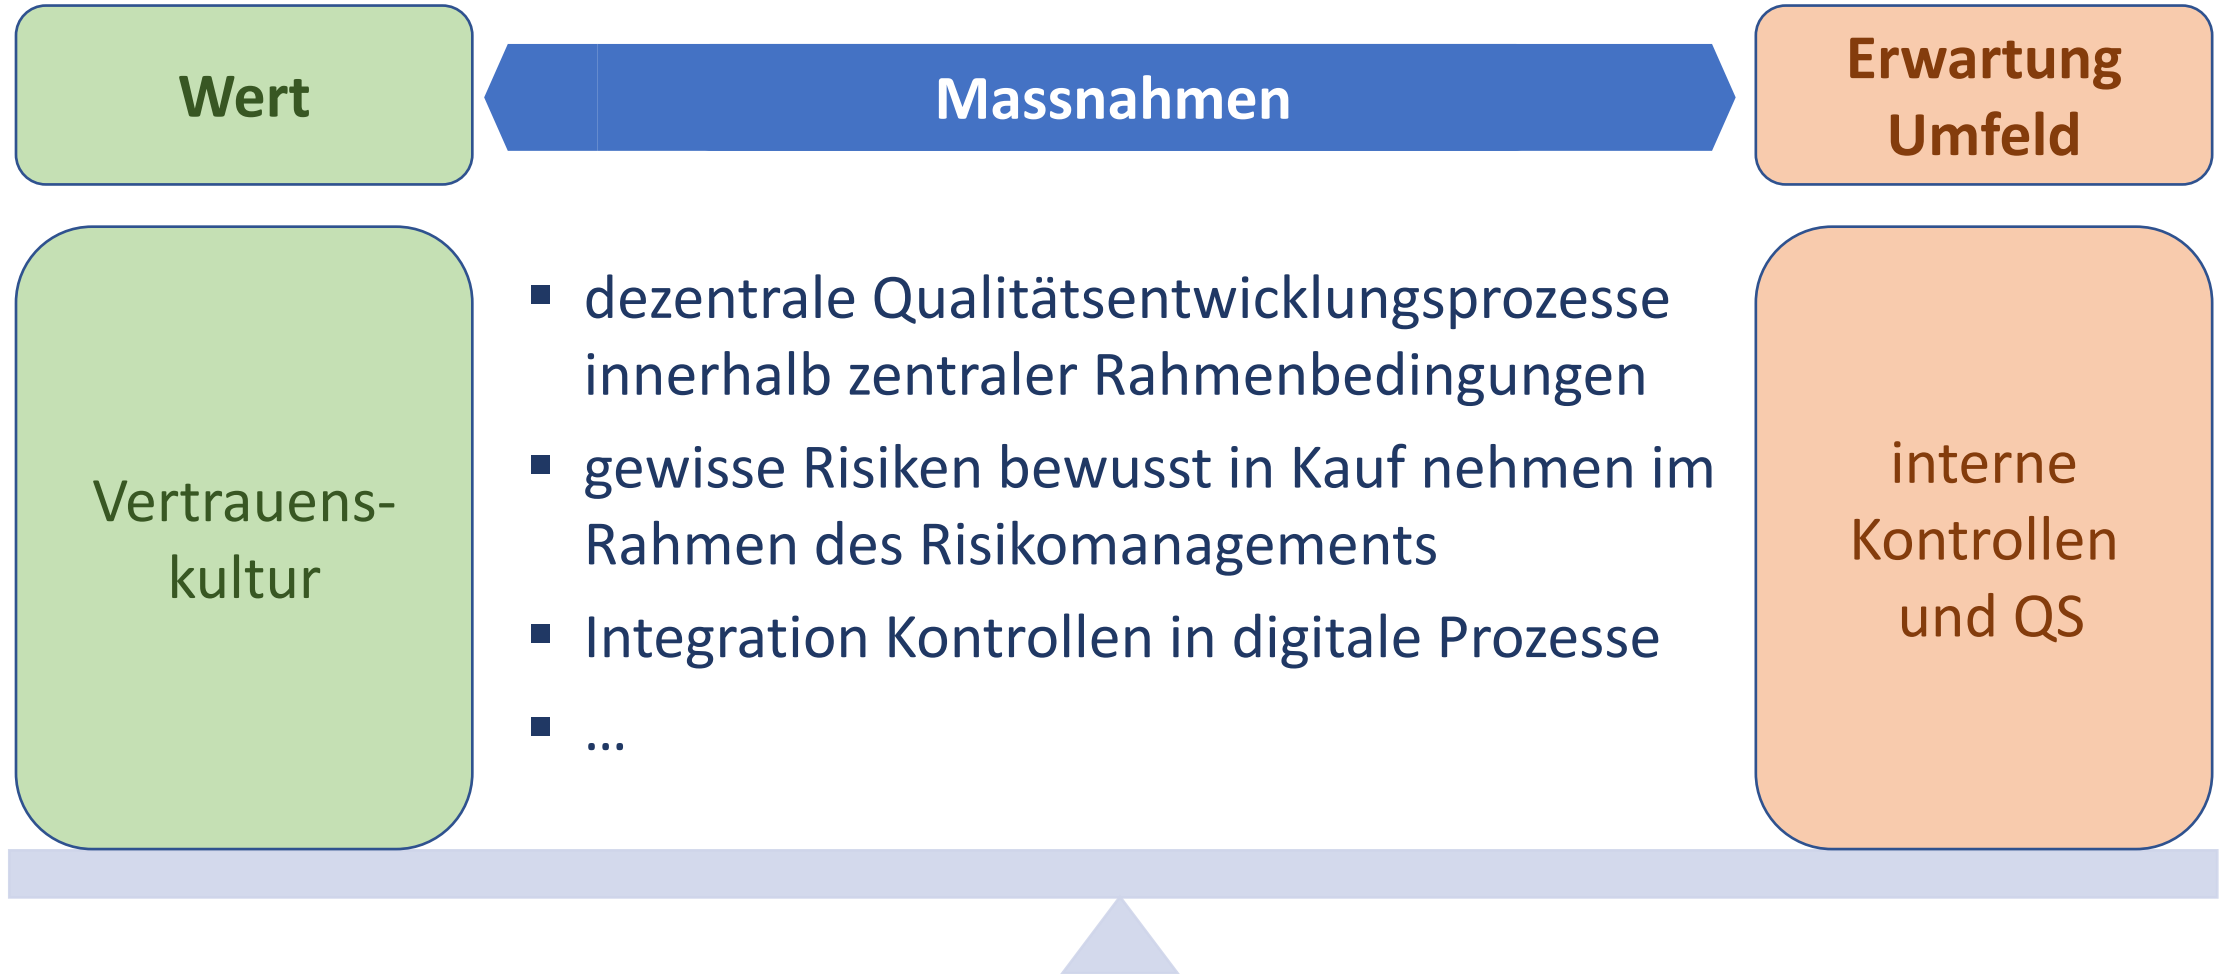 Wert
Massnahmen
Erwartung
Umfeld
Vertrauens-
kultur
▪ dezentrale Qualitätsentwicklungsprozesse
innerhalb zentraler Rahmenbedingungen
▪ gewisse Risiken bewusst in Kauf nehmen im
Rahmen des Risikomanagements
▪ Integration Kontrollen in digitale Prozesse
▪ ...
interne
Kontrollen
und QS